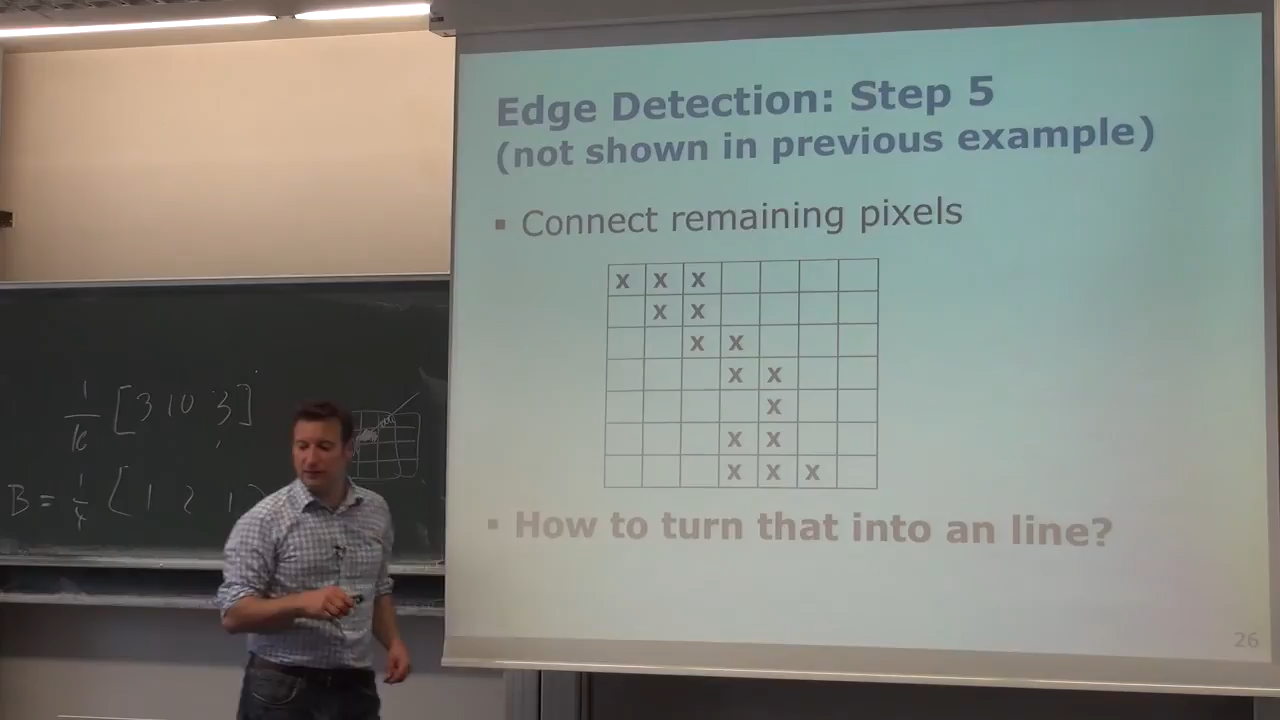 Edge Detection: Step 5
(not shown in previous example)
▪ Connect remaining pixels
x x x
x x
x x
x x
x
x x
x x x
▪ How to turn that into an line?
26
1
16 [3 10 3]
B = 1 ( 1 2 1